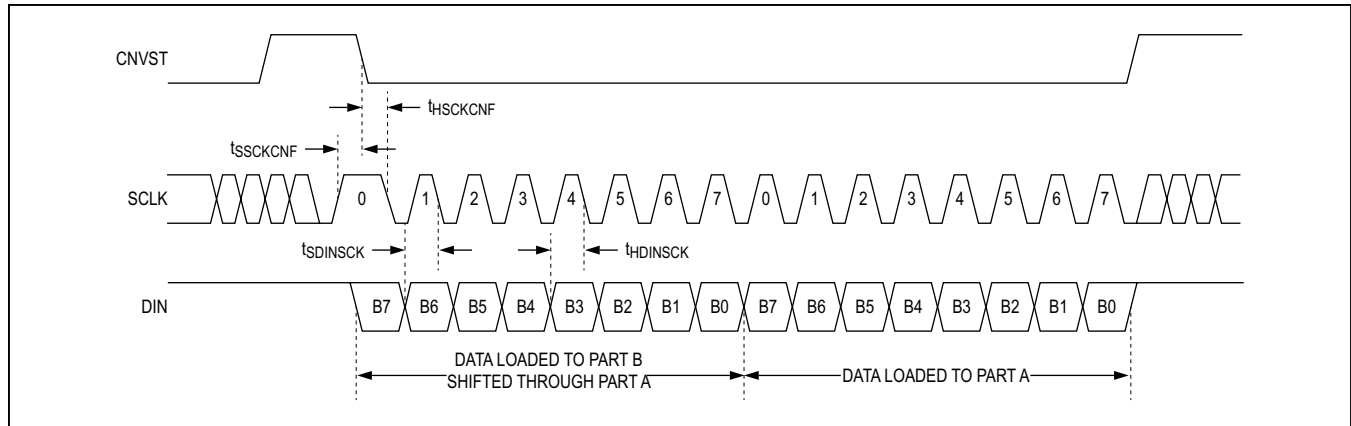 CNVST
tHSCKCNF
tSSCKCNF
SCLK 0 1 2 3 4 5 6 7 0 1 2 3 4 5 6 7
tSDINSCK tHDINSCK
DIN B7 B6 B5 B4 B3 B2 B1 B0 B7 B6 B5 B4 B3 B2 B1 B0
DATA LOADED TO PART B
SHIFTED THROUGH PART A
DATA LOADED TO PART A